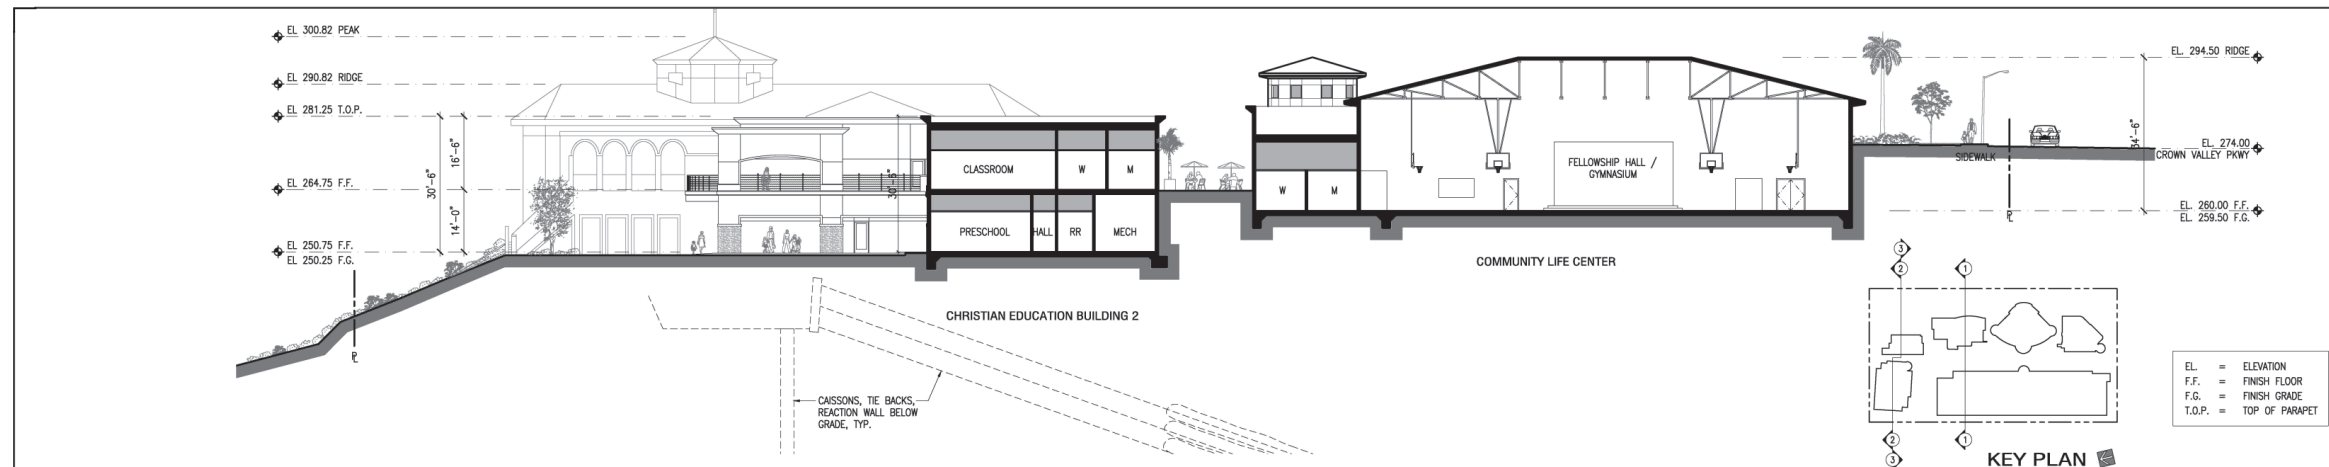 EL 300.82 PEAK
EL 290.82 RIDGE
EL 281.25 T.O.P.
EL 264.75 F.F.
EL 250.75 F.F.
EL 250.25 F.G.
30'-6"
16'-6"
14'-0"
30'-6"
CLASSROOM
W
M
PRESCHOOL
HALL
RR
MECH
W
M
FELLOWSHIP HALL /
GYMNASIUM
SIDEWALK
34'-6"
EL. 294.50 RIDGE
EL. 274.00
CROWN VALLEY PKWY
EL. 260.00 F.F.
EL. 259.50 F.G.
PL
PL
CHRISTIAN EDUCATION BUILDING 2
COMMUNITY LIFE CENTER
CAISSONS, TIE BACKS,
REACTION WALL BELOW
GRADE, TYP.
3
2
1
2
1
3
KEY PLAN
EL. = ELEVATION
F.F. = FINISH FLOOR
F.G. = FINISH GRADE
T.O.P. = TOP OF PARAPET